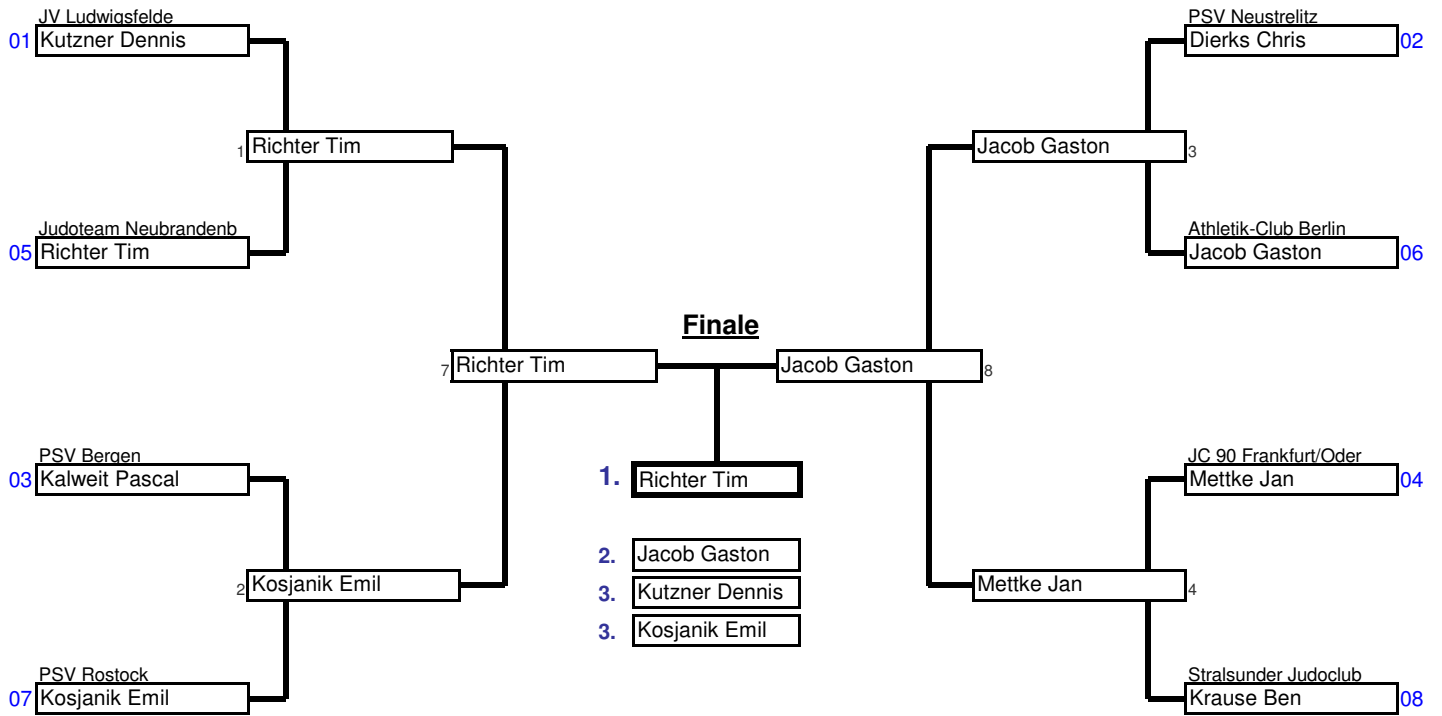 JV Ludwigsfelde
01 Kutzner Dennis
PSV Neustrelitz
Dierks Chris 02
1 Richter Tim
Jacob Gaston 3
Judoteam Neubrandenb
05 Richter Tim
Athletik-Club Berlin
Jacob Gaston 06
Finale
7 Richter Tim
Jacob Gaston 8
PSV Bergen
03 Kalweit Pascal
1. Richter Tim
JC 90 Frankfurt/Oder
Mettke Jan 04
2. Jacob Gaston
2 Kosjanik Emil
3. Kutzner Dennis
Mettke Jan 4
3. Kosjanik Emil
PSV Rostock
07 Kosjanik Emil
Stralsunder Judoclub
Krause Ben 08